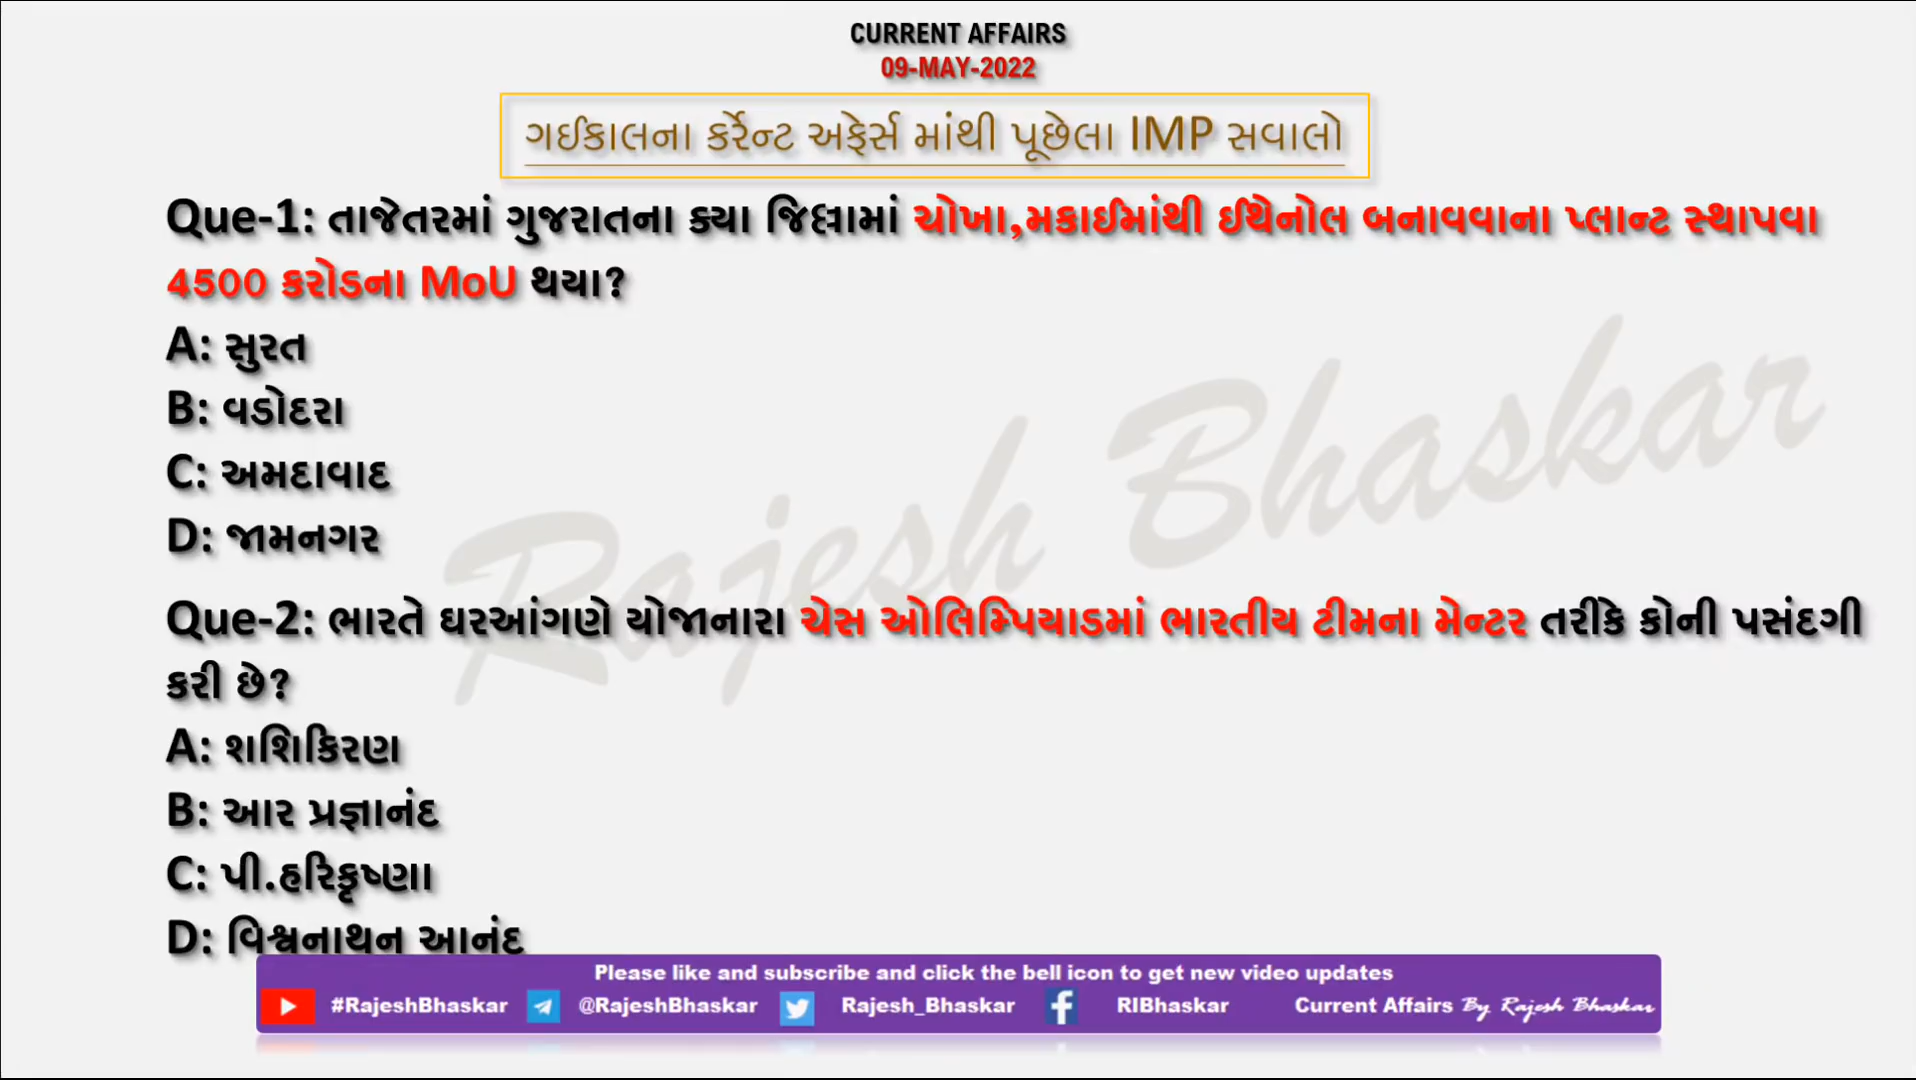 CURRENT AFFAIRS
09-MAY-2022
ગઈકાલના કર્રેન્ટ અફેર્સ માંથી પૂછેલા IMP સવાલો
Que-1: તાજેતરમાં ગુજરાતના ક્યા જિલ્લામાં ચોખા,મકાઈમાંથી ઈથેનોલ બનાવવાના પ્લાન્ટ સ્થાપવા
4500 કરોડના MoU થયા?
A: સુરત
B: વડોદરા
C: અમદાવાદ
D: જામનગર
Que-2: ભારતે ઘરઆંગણે યોજાનારા ચેસ ઓલિમ્પિયાડમાં ભારતીય ટીમના મેન્ટર તરીકે કોની પસંદગી
કરી છે?
A: શશિકિરણ
B: આર પ્રજ્ઞાનંદ
C: પી.હરિકૃષ્ણા
D: વિશ્વનાથન આનંદ
Rajesh Bhaskar
Please like and subscribe and click the bell icon to get new video updates
#RajeshBhaskar @RajeshBhaskar Rajesh_Bhaskar RIBhaskar Current Affairs By Rajesh Bhaskar